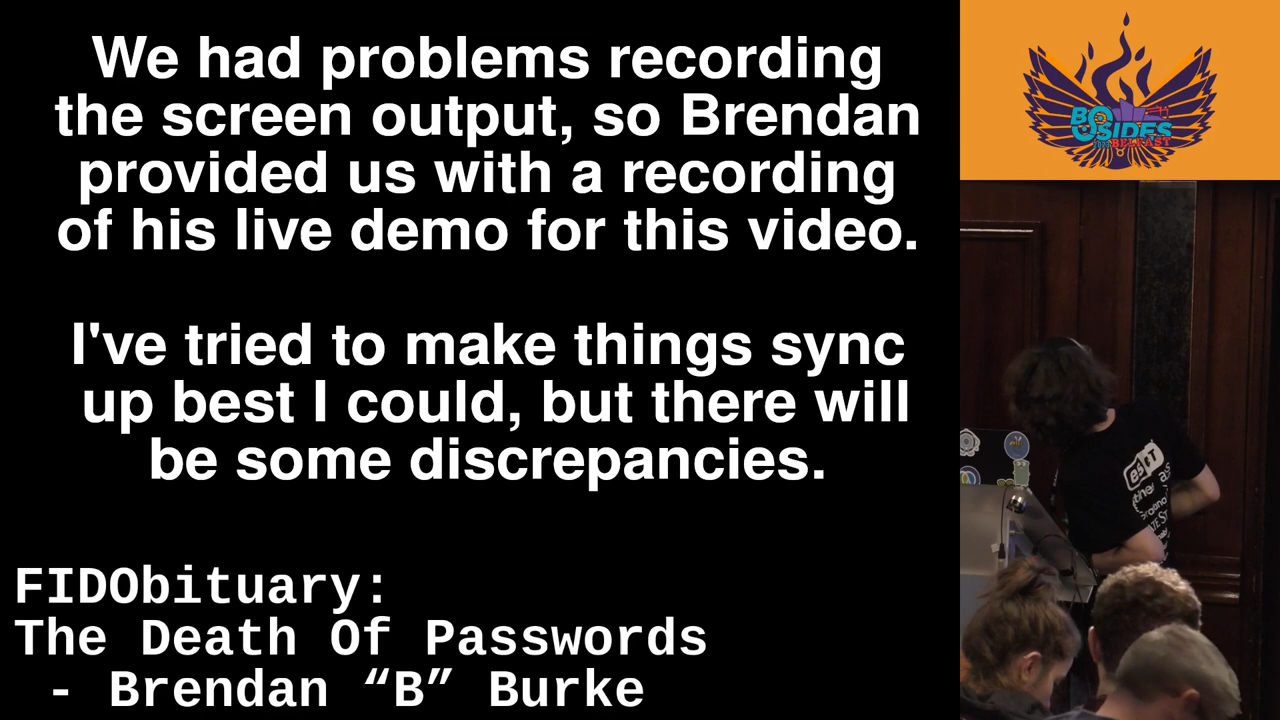 We had problems recording
the screen output, so Brendan
provided us with a recording
of his live demo for this video.
I've tried to make things sync
up best I could, but there will
be some discrepancies.
FIDObituary:
The Death Of Passwords
- Brendan “B” Burke
BSIDES
BELFAST
eset